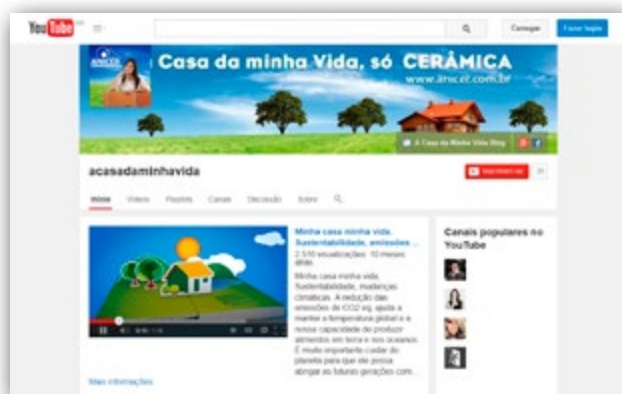 YouTube
Carregar
Fazer login
ANICER
Casa da minha Vida, só CERÂMICA
www.anicer.com.br
A Casa da Minha Vida Blog
acasadaminhavida
Inscrever-se
Início Vídeos Playlists Canais Discussão Sobre
Minha casa minha vida.
Sustentabilidade, emissões ...
2.516 visualizações 10 meses
atrás
Minha casa minha vida,
Sustentabilidade, mudanças
climáticas. A redução das
emissões de CO2 eq. ajuda a
manter a temperatura global e a
nossa capacidade de produzir
alimentos em terra e nos oceanos.
É muito importante cuidar do
planeta para que ele possa
abrigar as futuras gerações com...
Mais informações
Canais populares no
YouTube